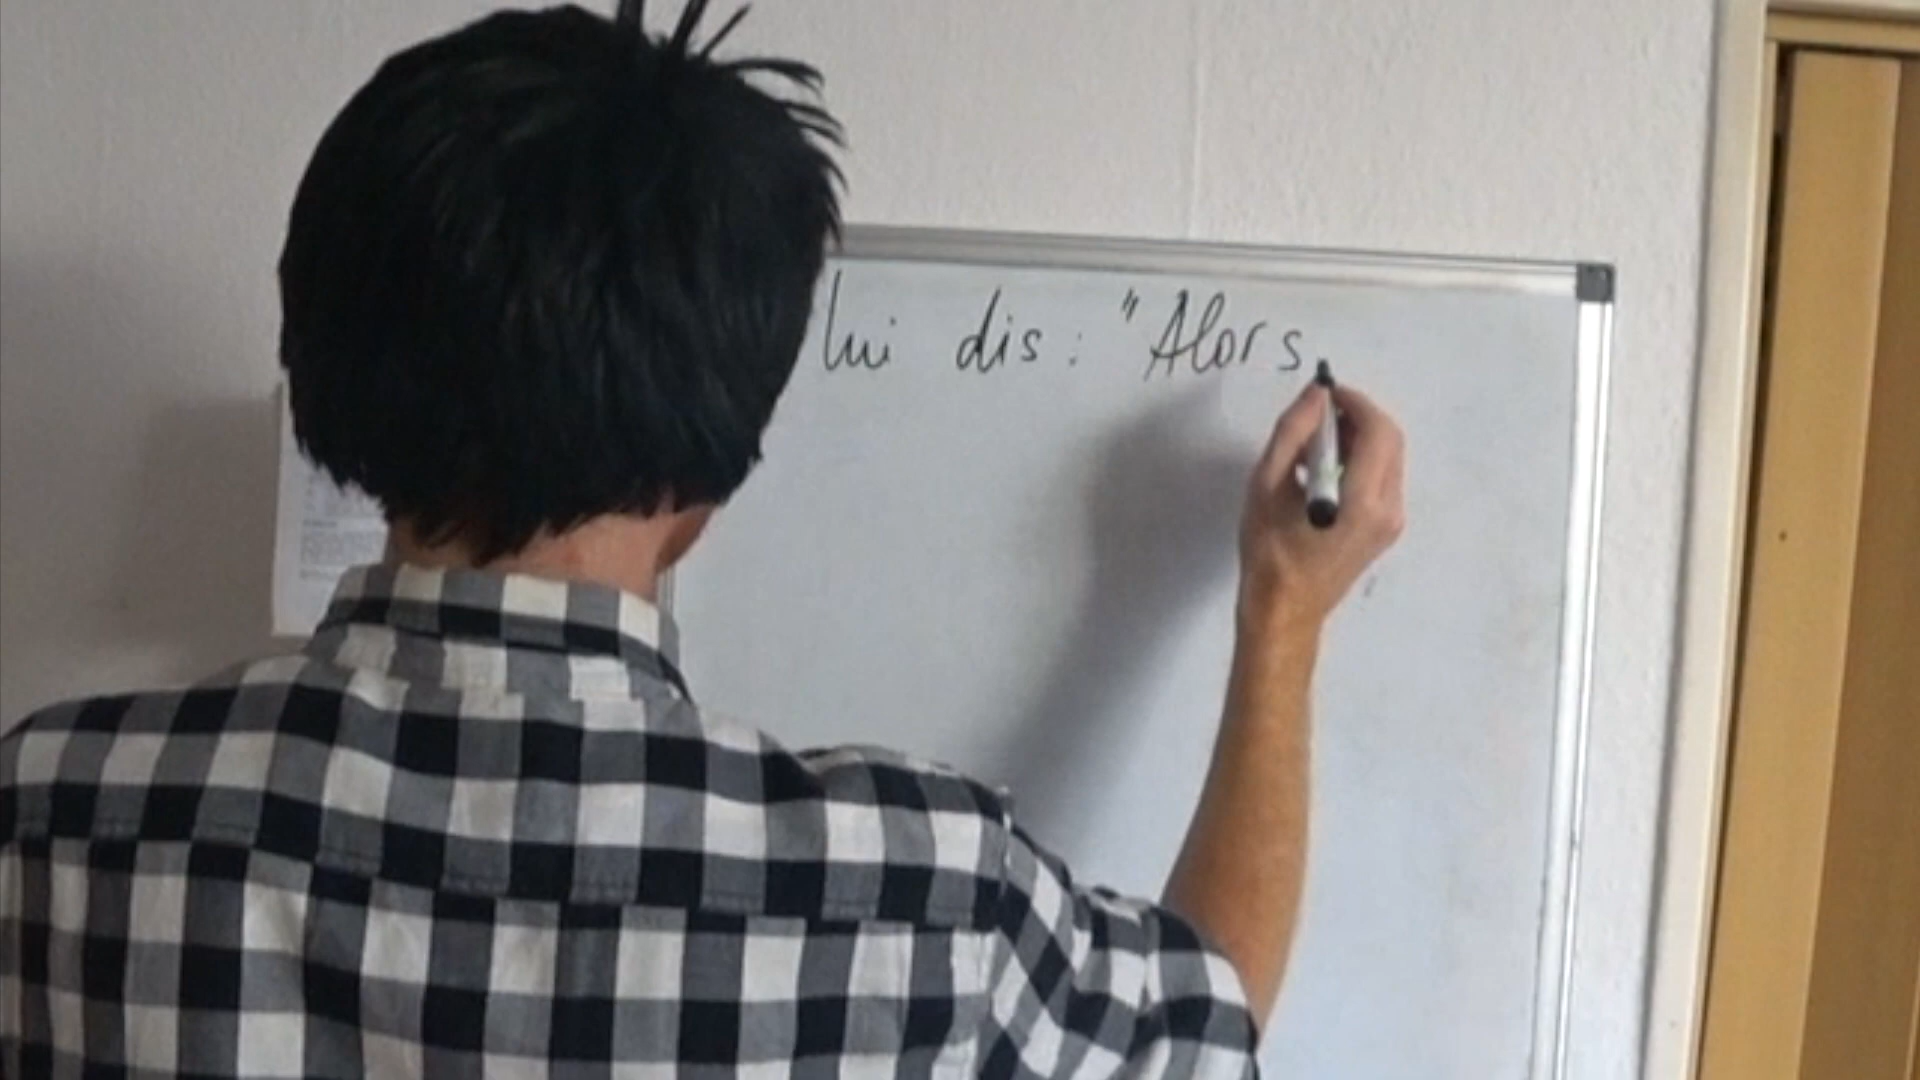 lui dis : "Alors,